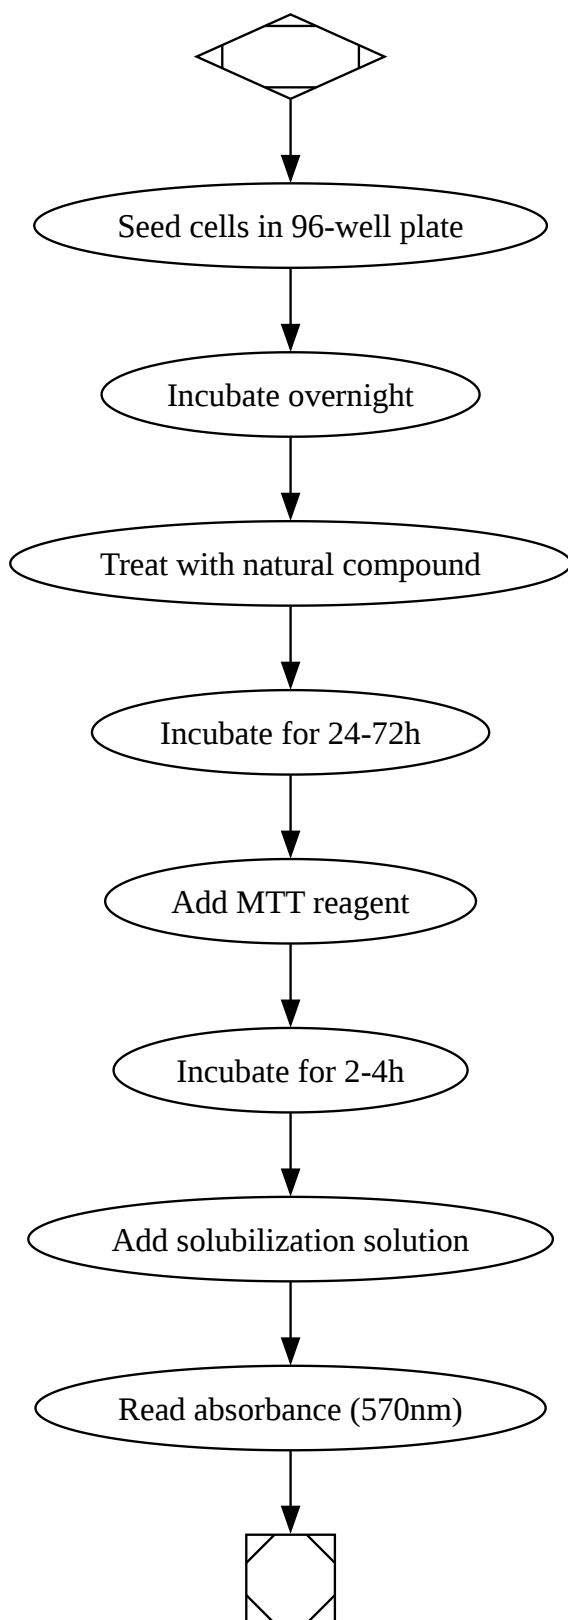 Seed cells in 96-well plate
Incubate overnight
Treat with natural compound
Incubate for 24-72h
Add MTT reagent
Incubate for 2-4h
Add solubilization solution
Read absorbance (570nm)